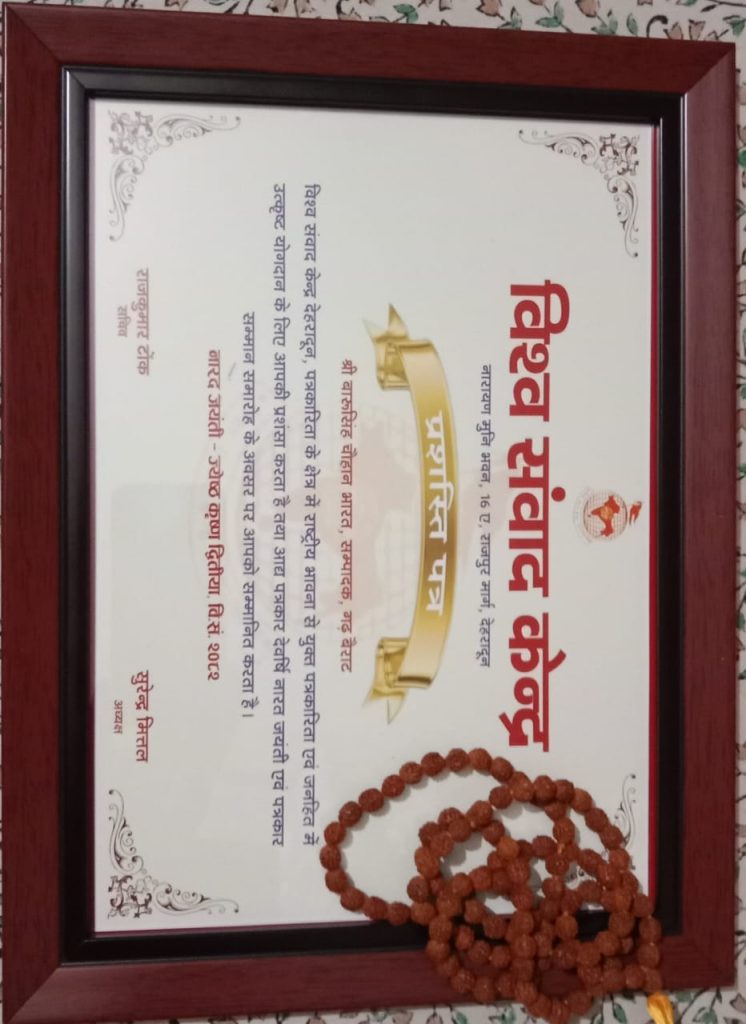 विश्व संवाद केन्द्र
नारायण मुनि भवन, 16 ए, राजपुर मार्ग, देहरादून
प्रशस्ति पत्र
श्री वारूसिंह चौहान भारत, सम्पादक, गढ़ बैराट
विश्व संवाद केन्द्र देहरादून, पत्रकारिता के क्षेत्र में राष्ट्रीय भावना से युक्त पत्रकारिता एवं जनहित में
उत्कृष्ट योगदान के लिए आपकी प्रशंसा करता है तथा आद्य पत्रकार देवर्षि नारद जयंती एवं पत्रकार
सम्मान समारोह के अवसर पर आपको सम्मानित करता है।
नारद जयंती - ज्येष्ठ कृष्ण द्वितीया, वि.सं. २०८२
राजकुमार टॉंक
सचिव
सुरेन्द्र मित्तल
अध्यक्ष